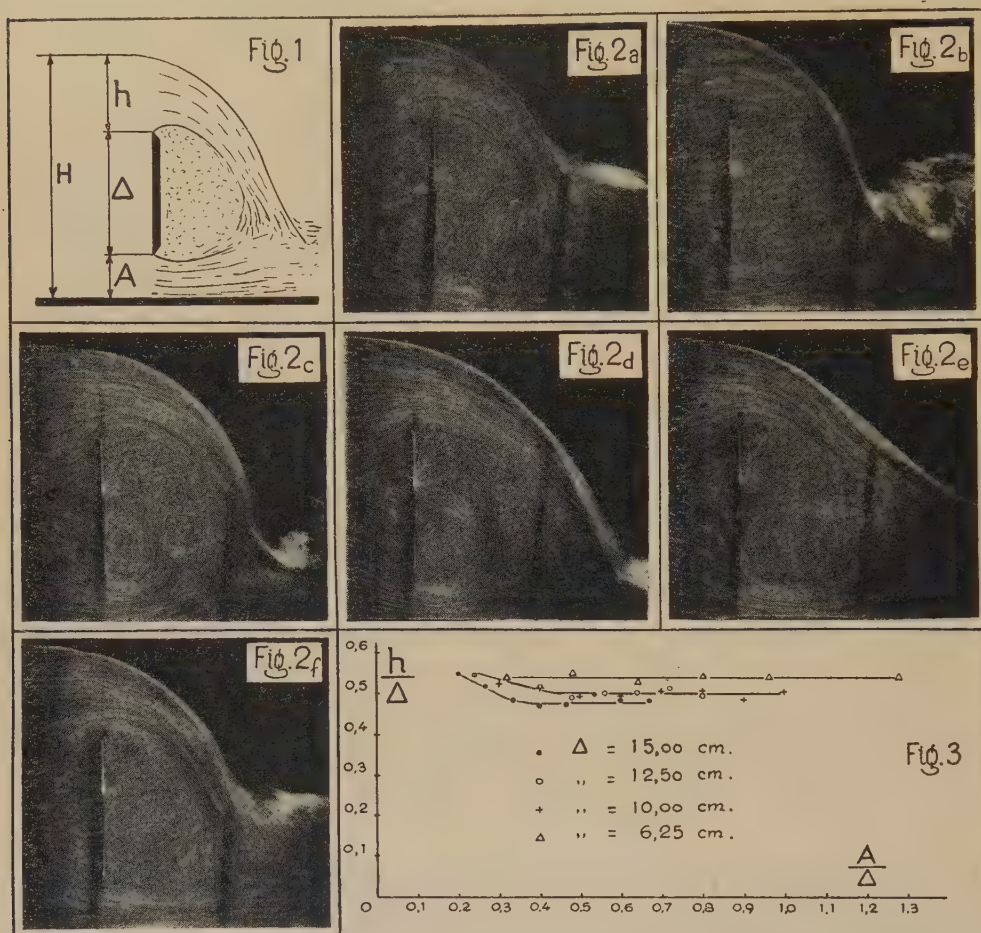 Fig.1
h
H
Δ
A
Fig.2a
Fig.2b
Fig.2c
Fig.2d
Fig.2e
Fig.2f
h
Δ
0,6
0,5
0,4
0,3
0,2
0,1
• Δ = 15,00 cm.
○ ,, = 12,50 cm.
+ ,, = 10,00 cm.
△ ,, = 6,25 cm.
Fig.3
A
Δ
0 0,1 0,2 0,3 0,4 0,5 0,6 0,7 0,8 0,9 1,0 1,1 1,2 1,3